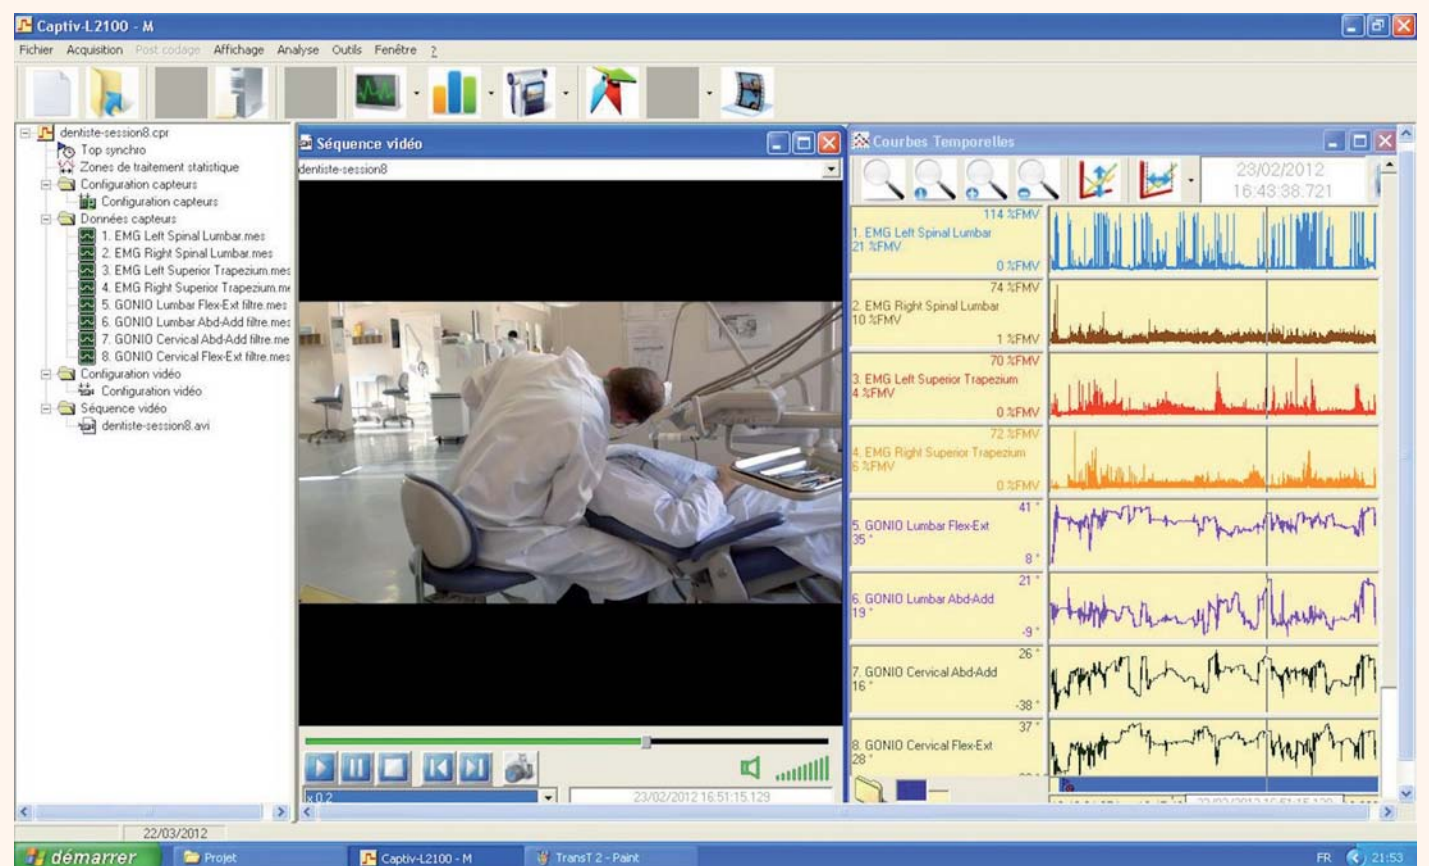 Captiv-L2100 - M
Fichier Acquisition Post codage Affichage Analyse Outils Fenêtre ?
dentiste-session8.cpr
Top synchro
Zones de traitement statistique
Configuration capteurs
Configuration capteurs
Données capteurs
1. EMG Left Spinal Lumbar.mes
2. EMG Right Spinal Lumbar.mes
3. EMG Left Superior Trapezium.mes
4. EMG Right Superior Trapezium.me
5. GONIO Lumbar Flex-Ext filtre.mes
6. GONIO Lumbar Abd-Add filtre.mes
7. GONIO Cervical Abd-Add filtre.me
8. GONIO Cervical Flex-Ext filtre.mes
Configuration vidéo
Configuration vidéo
Séquence vidéo
dentiste-session8.avi
Séquence vidéo
dentiste-session8
x 0.2
23/02/2012 16:51:15.129
Courbes Temporelles
23/02/2012
16:43:38.721
114 %FMV
1. EMG Left Spinal Lumbar
21 %FMV
0 %FMV
74 %FMV
2. EMG Right Spinal Lumbar
10 %FMV
1 %FMV
70 %FMV
3. EMG Left Superior Trapezium
4 %FMV
0 %FMV
72 %FMV
4. EMG Right Superior Trapezium
6 %FMV
0 %FMV
41 °
5. GONIO Lumbar Flex-Ext
35 °
8 °
21 °
6. GONIO Lumbar Abd-Add
19 °
-9 °
26 °
7. GONIO Cervical Abd-Add
16 °
-38 °
37 °
8. GONIO Cervical Flex-Ext
28 °
23/02/2012 16:51:15.129
22/03/2012
démarrer
Projet
Captiv-L2100 - M
TransT 2 - Paint
FR
21:53